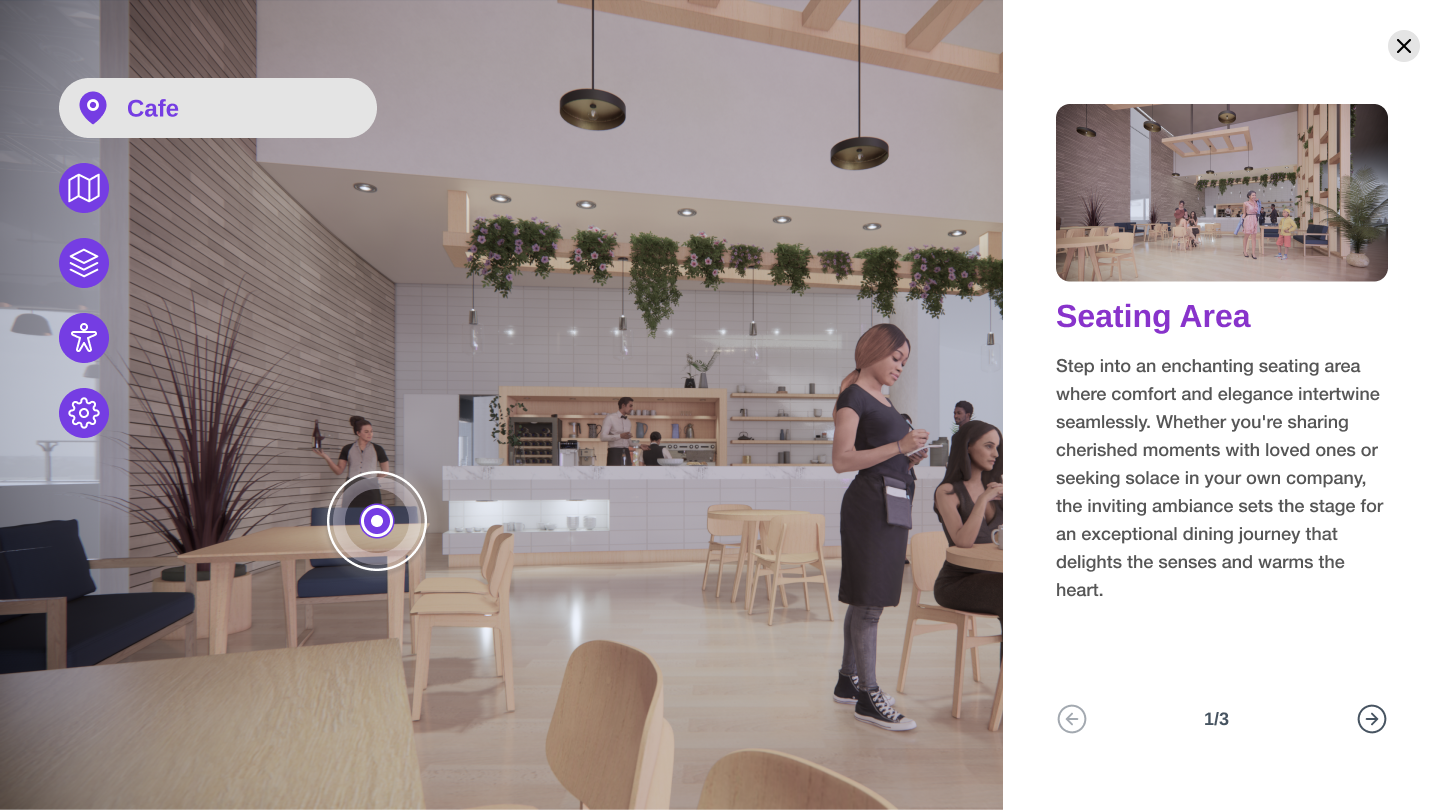 Cafe
Seating Area
Step into an enchanting seating area
where comfort and elegance intertwine
seamlessly. Whether you're sharing
cherished moments with loved ones or
seeking solace in your own company,
the inviting ambiance sets the stage for
an exceptional dining journey that
delights the senses and warms the
heart.
1/3